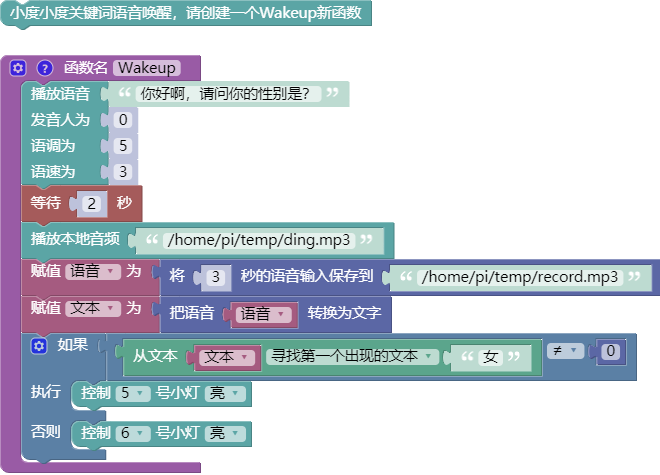 小度小度关键词语音唤醒，请创建一个Wakeup新函数
? 函数名 Wakeup
播放语音 “ 你好啊，请问你的性别是？ ”
发音人为 0
语调为 5
语速为 3
等待 2 秒
播放本地音频 “ /home/pi/temp/ding.mp3 ”
赋值 语音 为 将 3 秒的语音输入保存到 “ /home/pi/temp/record.mp3 ”
赋值 文本 为 把语音 语音 转换为文字
如果 从文本 文本 寻找第一个出现的文本 “ 女 ” ≠ 0
执行 控制 5 号小灯 亮
否则 控制 6 号小灯 亮